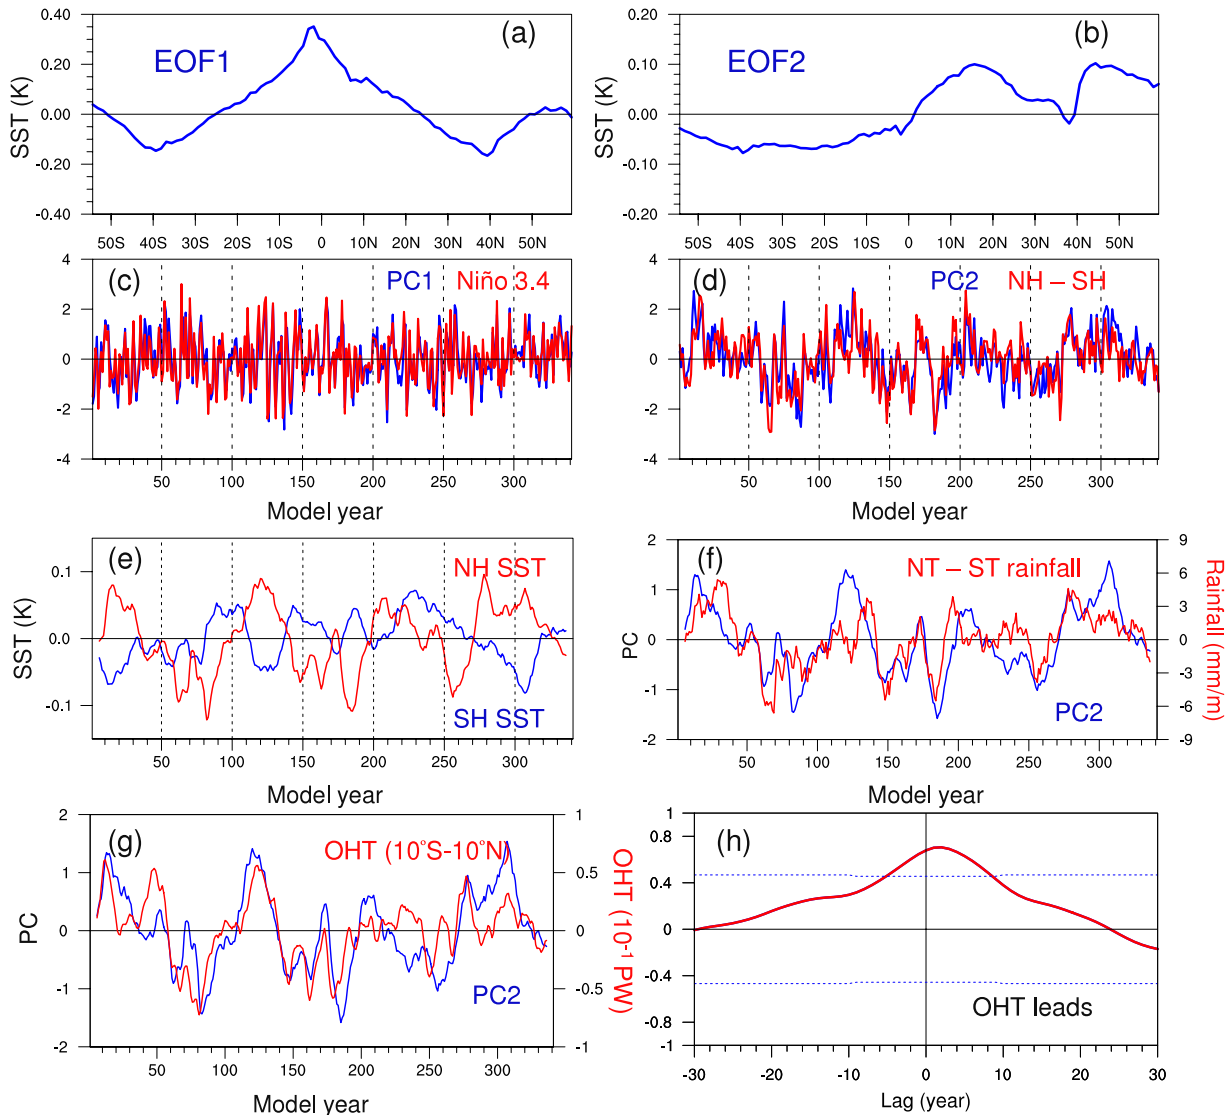 0.40
0.20
0.00
-0.20
-0.40
SST (K)
EOF1
(a)
50S 40S 30S 20S 10S 0 10N 20N 30N 40N 50N
0.20
0.10
0.00
-0.10
-0.20
SST (K)
EOF2
(b)
50S 40S 30S 20S 10S 0 10N 20N 30N 40N 50N
4
2
0
-2
-4
(c)
PC1
Niño 3.4
50 100 150 200 250 300
Model year
4
2
0
-2
-4
(d)
PC2
NH – SH
50 100 150 200 250 300
Model year
0.1
0.0
-0.1
SST (K)
(e)
NH SST
SH SST
50 100 150 200 250 300
Model year
2
1
0
-1
-2
PC
(f)
NT – ST rainfall
PC2
9
6
3
0
-3
-6
-9
Rainfall (mm/m)
50 100 150 200 250 300
Model year
2
1
0
-1
-2
PC
(g)
OHT (10°S-10°N)
PC2
1
0.5
0
-0.5
-1
OHT (10⁻¹ PW)
50 100 150 200 250 300
Model year
1
0.8
0.4
0
-0.4
-0.8
-1
(h)
OHT leads
-30 -20 -10 0 10 20 30
Lag (year)